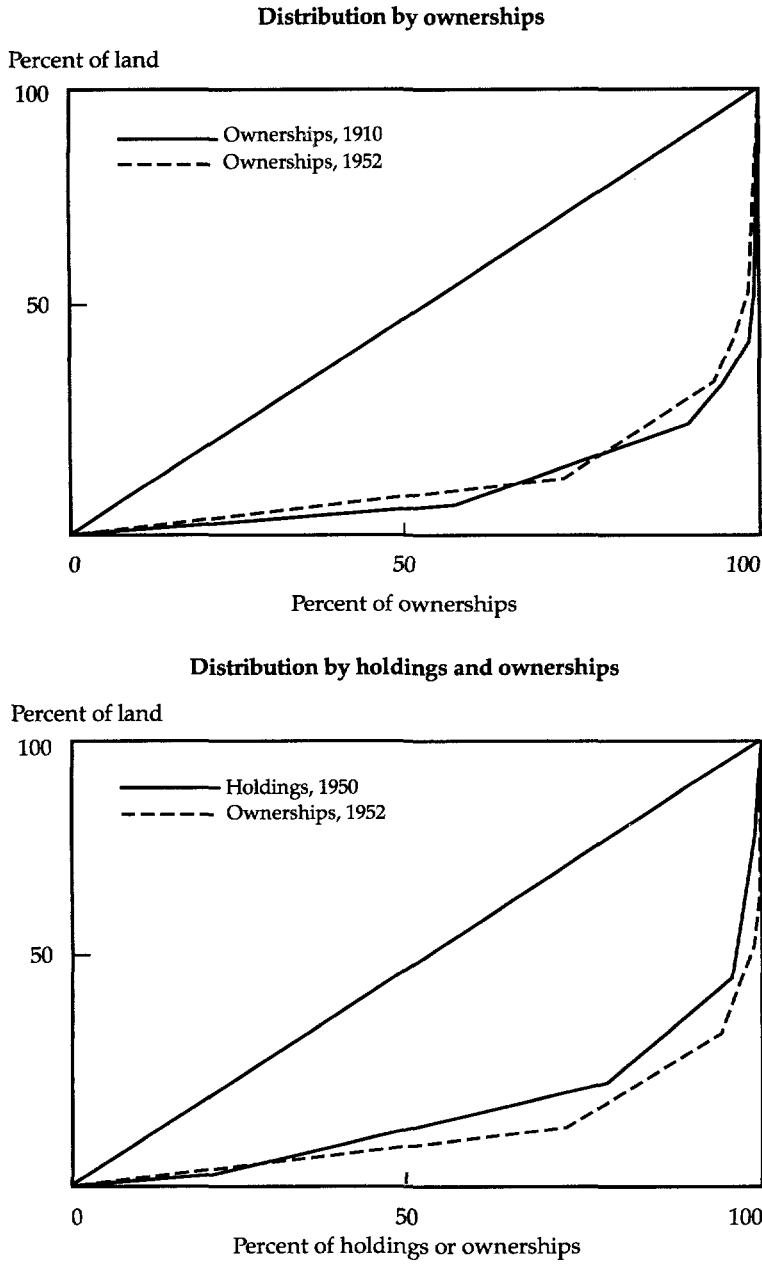 Distribution by ownerships
Percent of land
100
Ownerships, 1910
Ownerships, 1952
50
0 50 100
Percent of ownerships
Distribution by holdings and ownerships
Percent of land
100
Holdings, 1950
Ownerships, 1952
50
0 50 100
Percent of holdings or ownerships